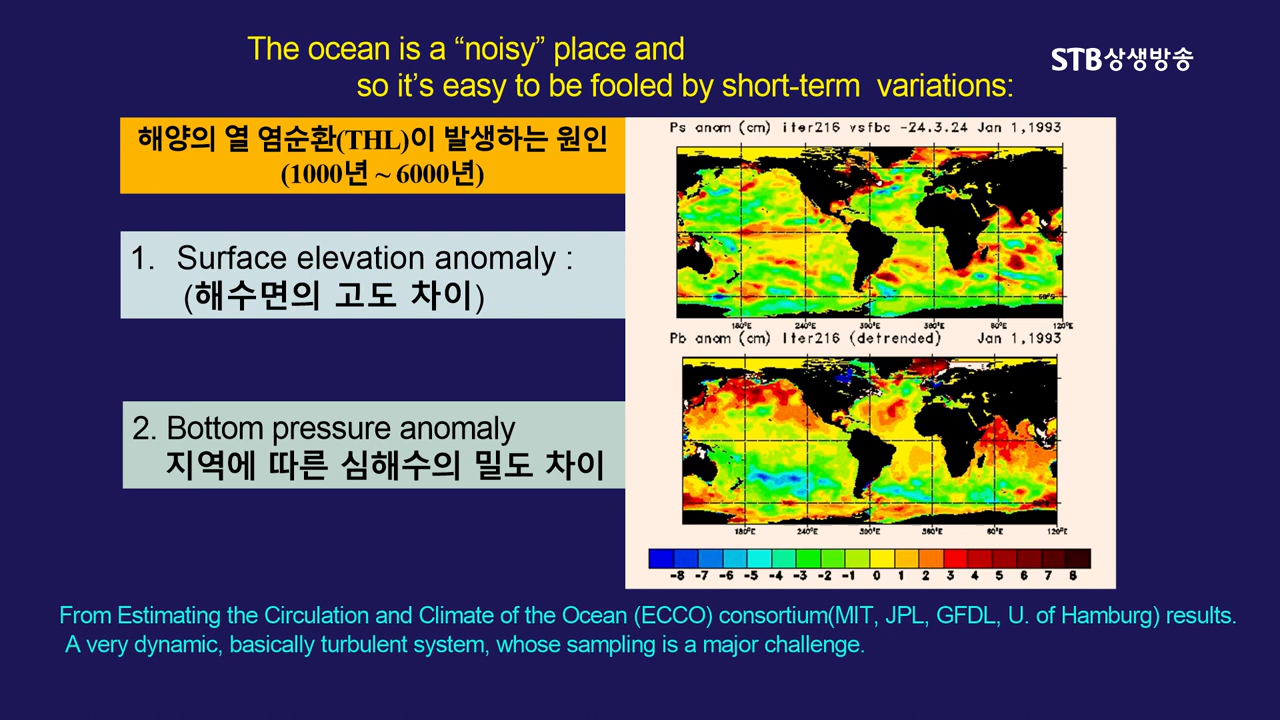 The ocean is a “noisy” place and
so it’s easy to be fooled by short-term variations:
STB상생방송
해양의 열 염순환(THL)이 발생하는 원인
(1000년 ~ 6000년)
1. Surface elevation anomaly :
(해수면의 고도 차이)
2. Bottom pressure anomaly
지역에 따른 심해수의 밀도 차이
Ps anom (cm) iter216 vsfbc -24.3.24 Jan 1,1993
60°S
180°E 240°E 300°E 360°E 60°E 120°E
Pb anom (cm) Iter216 (detrended) Jan 1,1993
180°E 240°E 300°E 360°E 60°E 120°E
-8 -7 -6 -5 -4 -3 -2 -1 0 1 2 3 4 5 6 7 8
From Estimating the Circulation and Climate of the Ocean (ECCO) consortium(MIT, JPL, GFDL, U. of Hamburg) results.
A very dynamic, basically turbulent system, whose sampling is a major challenge.